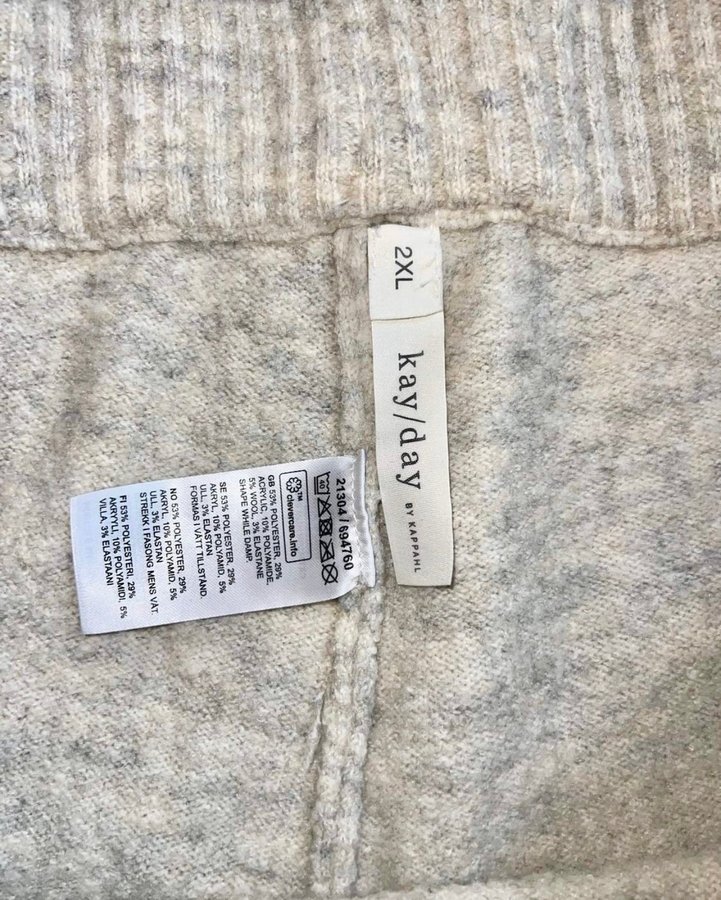 2XL
kay/day
BY KAPPAHL
21304 / 694760
40
clevercare.info
™
GB 53% POLYESTER, 29%
ACRYLIC, 10% POLYAMIDE,
5% WOOL, 3% ELASTANE
SHAPE WHILE DAMP.
SE 53% POLYESTER, 29%
AKRYL, 10% POLYAMID, 5%
ULL, 3% ELASTAN
FORMAS I VÅTT TILLSTÅND.
NO 53% POLYESTER, 29%
AKRYL, 10% POLYAMID, 5%
ULL, 3% ELASTAN
STREKK I FASONG MENS VÅT.
FI 53% POLYESTERI, 29%
AKRYYLI, 10% POLYAMIDI, 5%
VILLA, 3% ELASTAANI